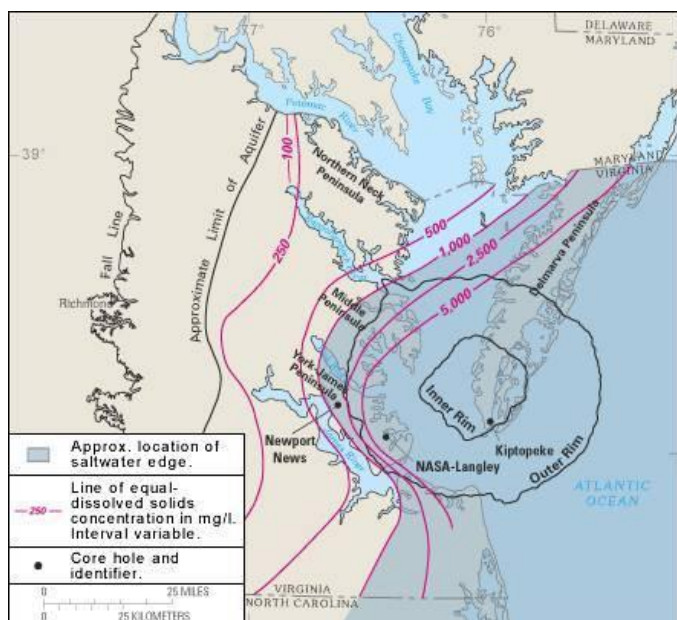 77
76
DELAWARE
MARYLAND
Chesapeake
Bay
Potomac
River
39°
Fall Line
Approximate Limit of Aquifer
100
Northern Neck
Peninsula
MARYLAND
VIRGINIA
500
1,000
2,500
5,000
250
Delmarva Peninsula
Richmond
Middle
Peninsula
York-James
Peninsula
Inner Rim
Outer Rim
Kiptopeke
Newport
News
James River
NASA-Langley
ATLANTIC
OCEAN
Approx. location of
saltwater edge.
250
Line of equal-
dissolved solids
concentration in mg/l.
Interval variable.
Core hole and
identifier.
0 25 MILES
0 25 KILOMETERS
VIRGINIA
NORTH CAROLINA